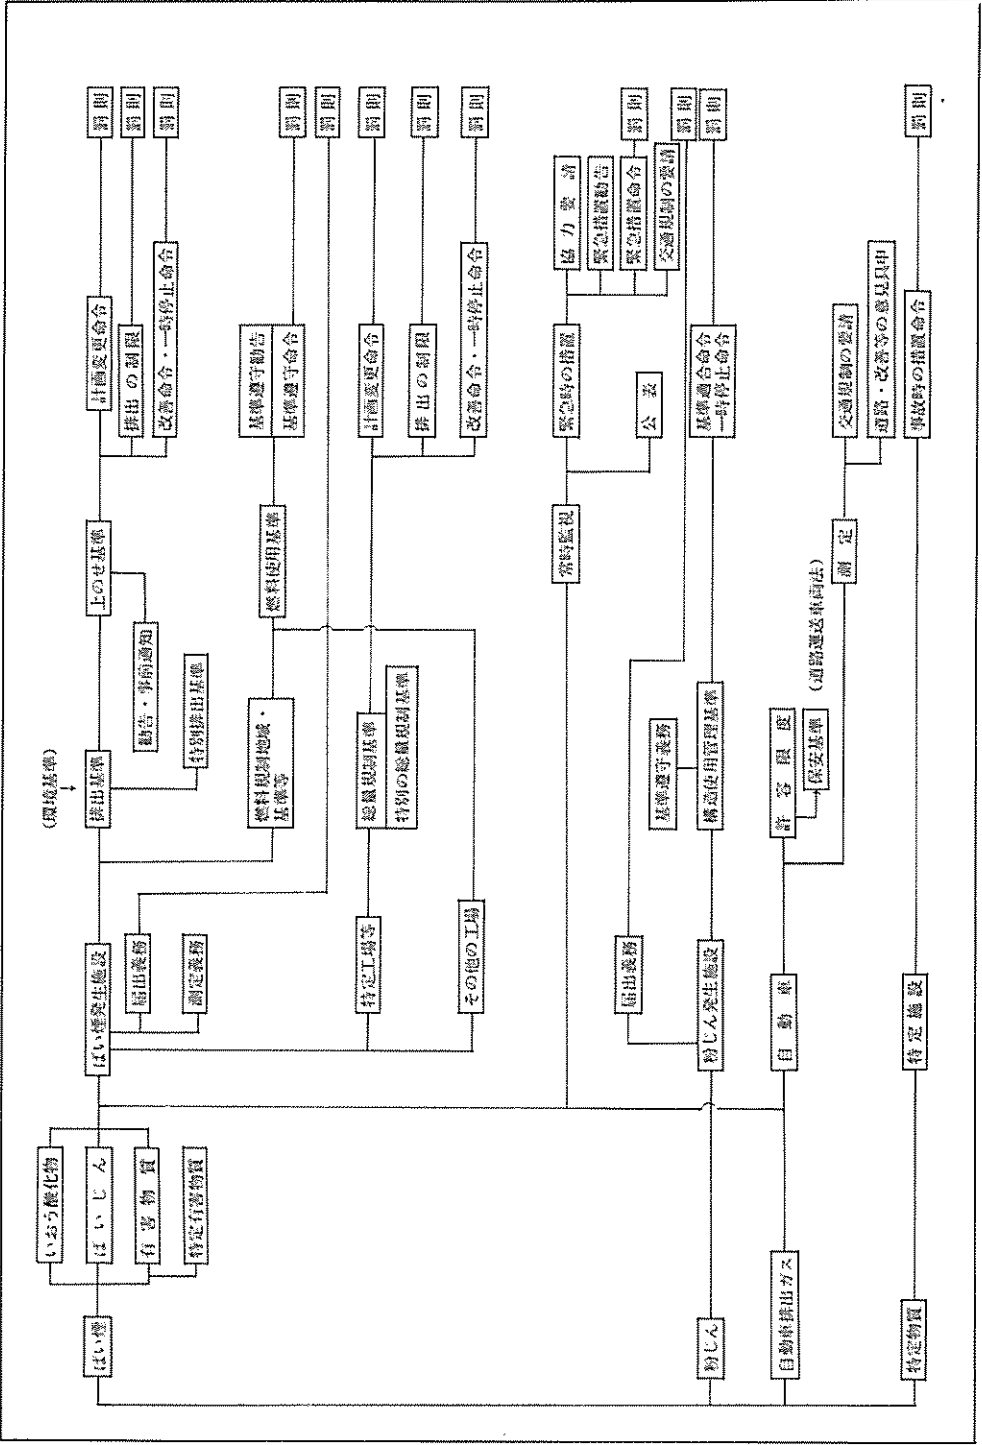 (環境基準)
ばい煙
いおう酸化物
ばいじん
有害物質
特定有害物質
ばい煙発生施設
届出義務
測定義務
排出基準
特別排出基準
上のせ基準
勧告・事前通知
計画変更命令
罰則
排出の制限
罰則
改善命令・一時停止命令
罰則
燃料規制地域・
基準等
燃料使用基準
基準遵守勧告
基準遵守命令
罰則
罰則
特定工場等
総量規制基準
特別の総量規制基準
計画変更命令
罰則
排出の制限
罰則
改善命令・一時停止命令
罰則
その他の工場
常時監視
緊急時の措置
協力要請
緊急措置勧告
緊急措置命令
罰則
交通規制の要請
公表
粉じん
粉じん発生施設
届出義務
罰則
基準遵守義務
構造使用管理基準
基準適合命令
一時停止命令
罰則
自動車排出ガス
自動車
許容限度
保安基準
(道路運送車両法)
測定
交通規制の要請
道路・改善等の意見具申
特定物質
特定施設
事故時の措置命令
罰則